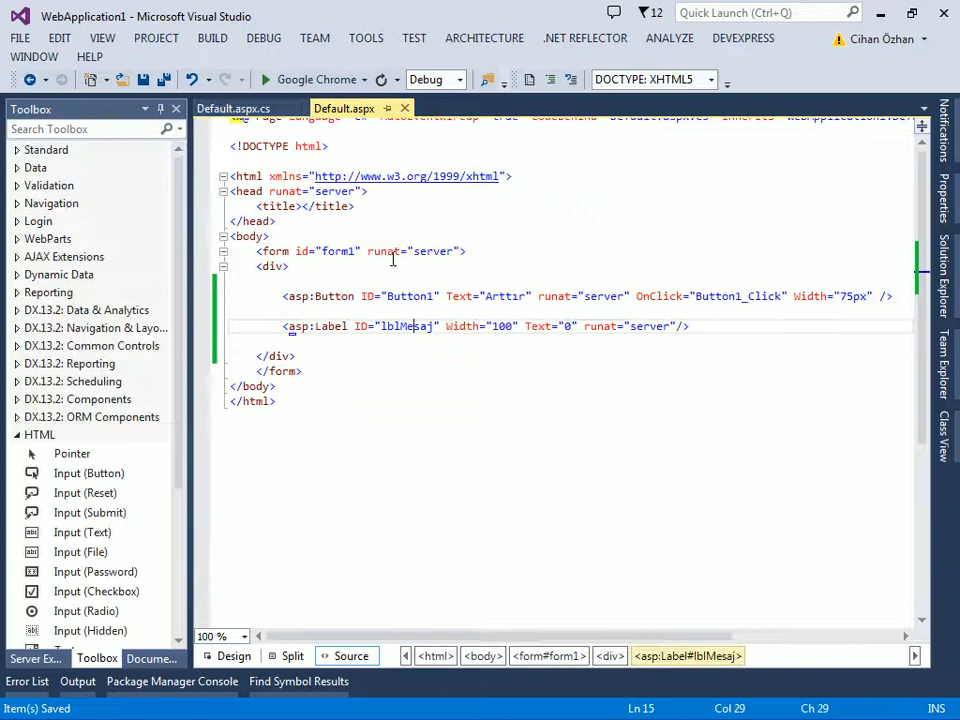 WebApplication1 - Microsoft Visual Studio
12
Quick Launch (Ctrl+Q)
FILE EDIT VIEW PROJECT BUILD DEBUG TEAM TOOLS TEST ARCHITECTURE .NET REFLECTOR ANALYZE DEVEXPRESS
Cihan Özhan
WINDOW HELP
Google Chrome
Debug
DOCTYPE: XHTML5
Toolbox
Search Toolbox
Standard
Data
Validation
Navigation
Login
WebParts
AJAX Extensions
Dynamic Data
Reporting
DX.13.2: Data & Analytics
DX.13.2: Navigation & Layo...
DX.13.2: Common Controls
DX.13.2: Reporting
DX.13.2: Scheduling
DX.13.2: Components
DX.13.2: ORM Components
HTML
Pointer
Input (Button)
Input (Reset)
Input (Submit)
Input (Text)
Input (File)
Input (Password)
Input (Checkbox)
Input (Radio)
Input (Hidden)
Server Ex... Toolbox Docume...
Default.aspx.cs Default.aspx
<!DOCTYPE html>
<html xmlns="http://www.w3.org/1999/xhtml">
<head runat="server">
<title></title>
</head>
<body>
<form id="form1" runat="server">
<div>
<asp:Button ID="Button1" Text="Arttır" runat="server" OnClick="Button1_Click" Width="75px" />
<asp:Label ID="lblMesaj" Width="100" Text="0" runat="server"/>
</div>
</form>
</body>
</html>
100 %
Design Split Source <html> <body> <form#form1> <div> <asp:Label#lblMesaj>
Notifications
Properties
Solution Explorer
Team Explorer
Class View
Error List Output Package Manager Console Find Symbol Results
Item(s) Saved Ln 15 Col 29 Ch 29 INS